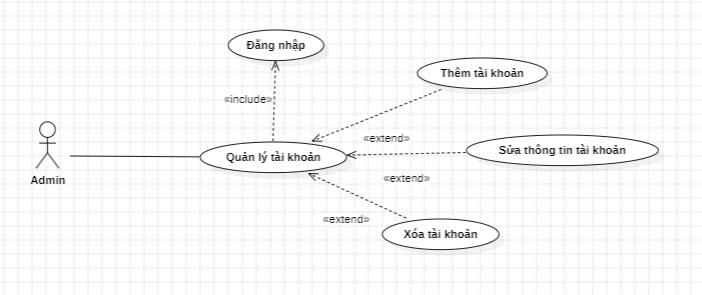 Đăng nhập
Thêm tài khoản
«include»
«extend»
Quản lý tài khoản
Sửa thông tin tài khoản
Admin
«extend»
«extend»
Xóa tài khoản